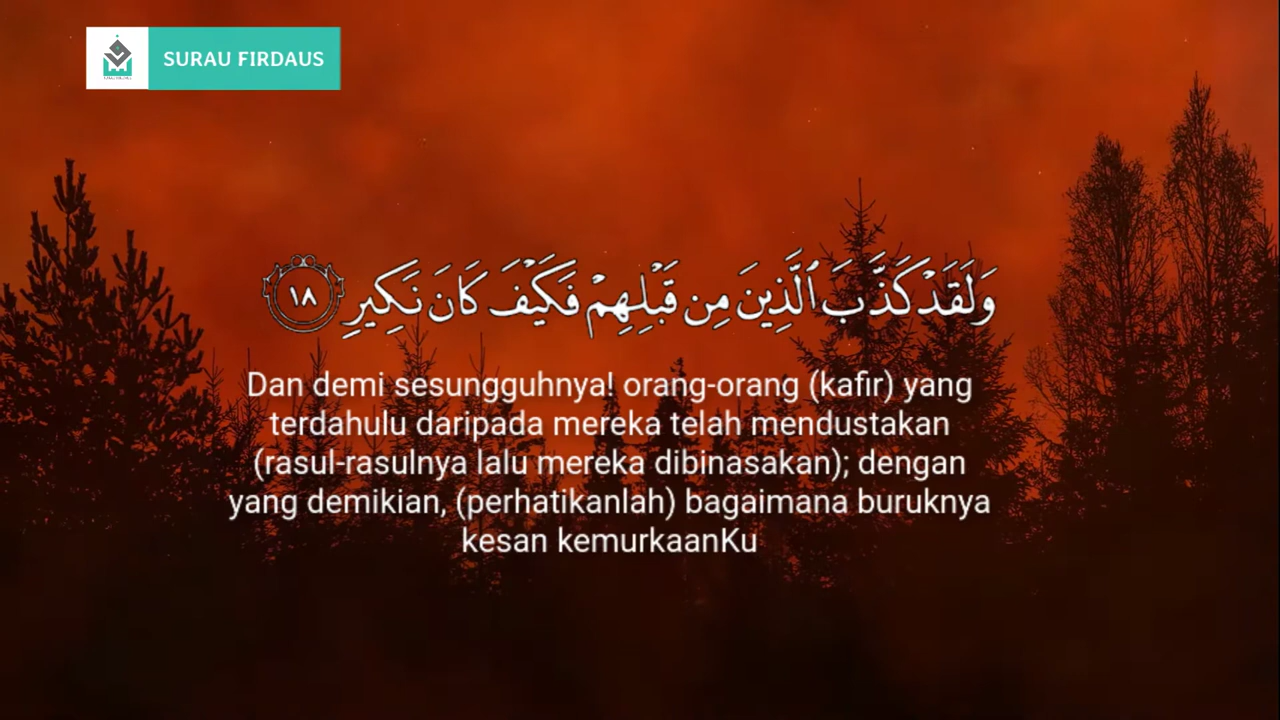 SURAU FIRDAUS
وَلَقَدْ كَذَّبَ ٱلَّذِينَ مِن قَبْلِهِمْ فَكَيْفَ كَانَ نَكِيرِ ١٨
Dan demi sesungguhnya! orang-orang (kafir) yang
terdahulu daripada mereka telah mendustakan
(rasul-rasulnya lalu mereka dibinasakan); dengan
yang demikian, (perhatikanlah) bagaimana buruknya
kesan kemurkaanKu